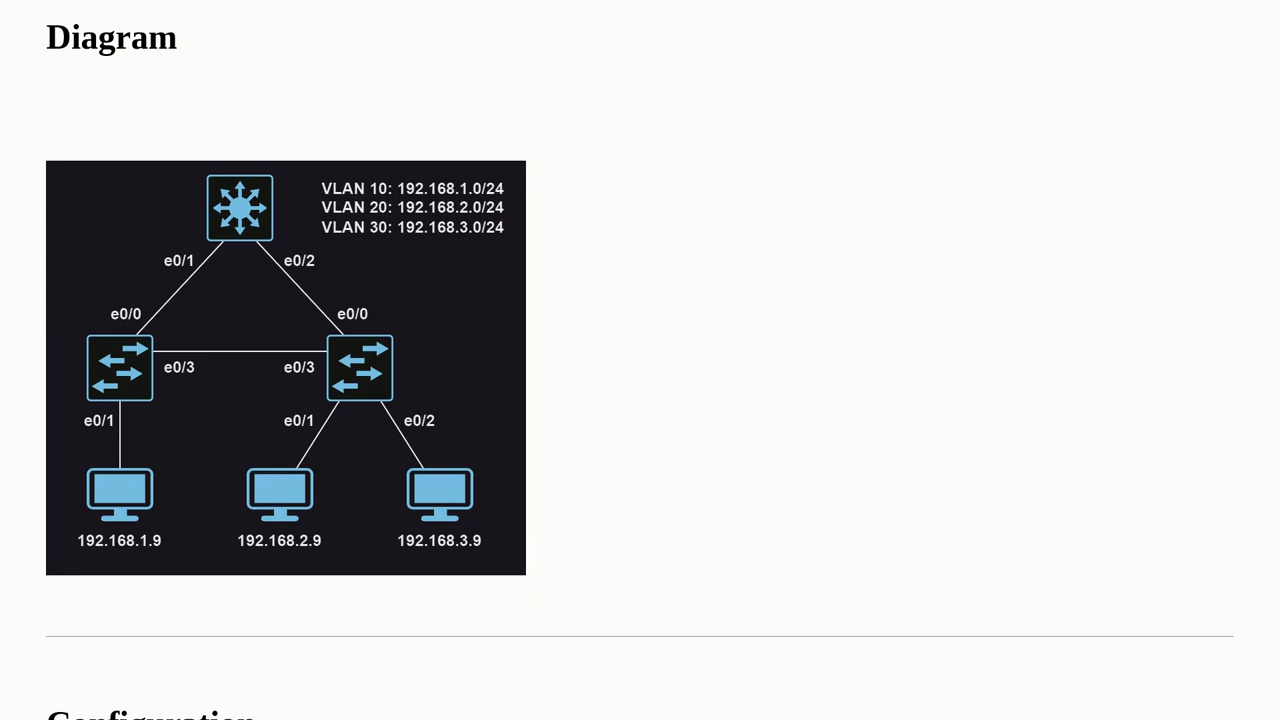 Diagram
VLAN 10: 192.168.1.0/24
VLAN 20: 192.168.2.0/24
VLAN 30: 192.168.3.0/24
e0/1
e0/2
e0/0
e0/0
e0/3
e0/3
e0/1
e0/1
e0/2
192.168.1.9
192.168.2.9
192.168.3.9
Configuration